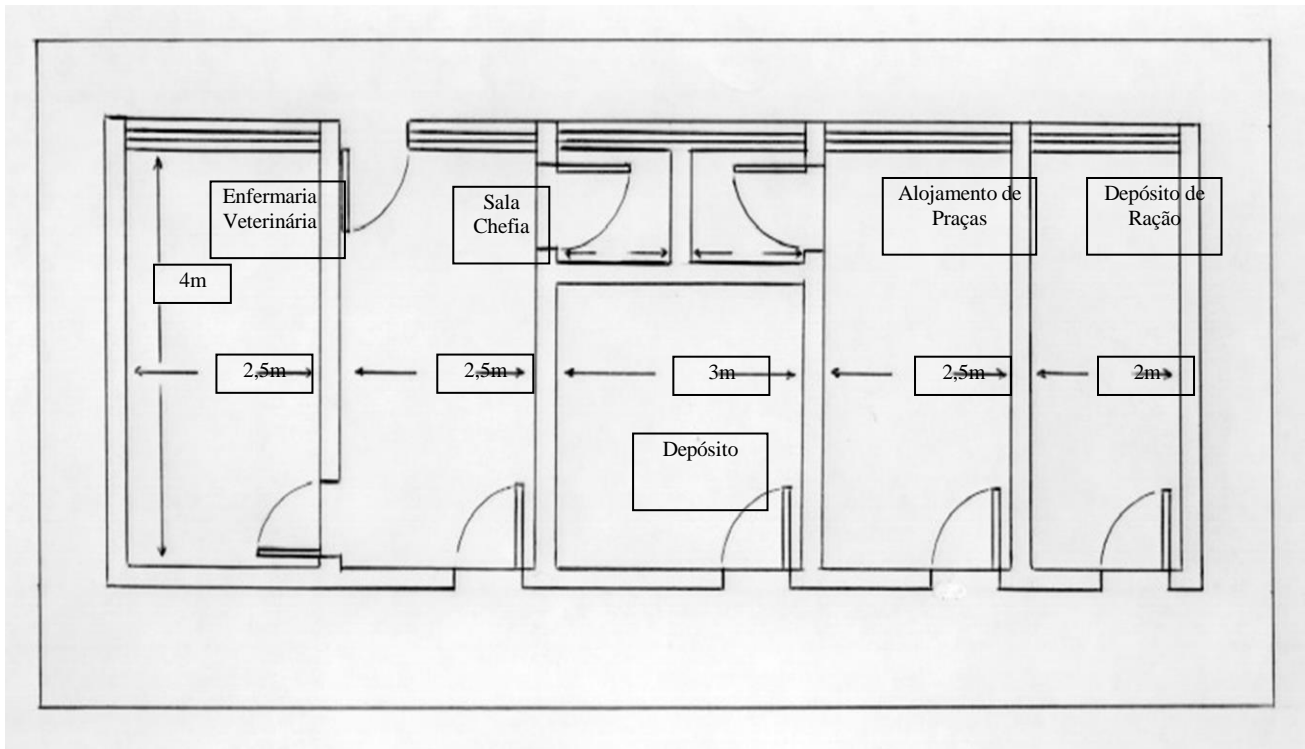 Enfermaria
Veterinária
Sala
Chefia
Alojamento de
Praças
Depósito de
Ração
4m
2,5m
2,5m
3m
2,5m
2m
Depósito